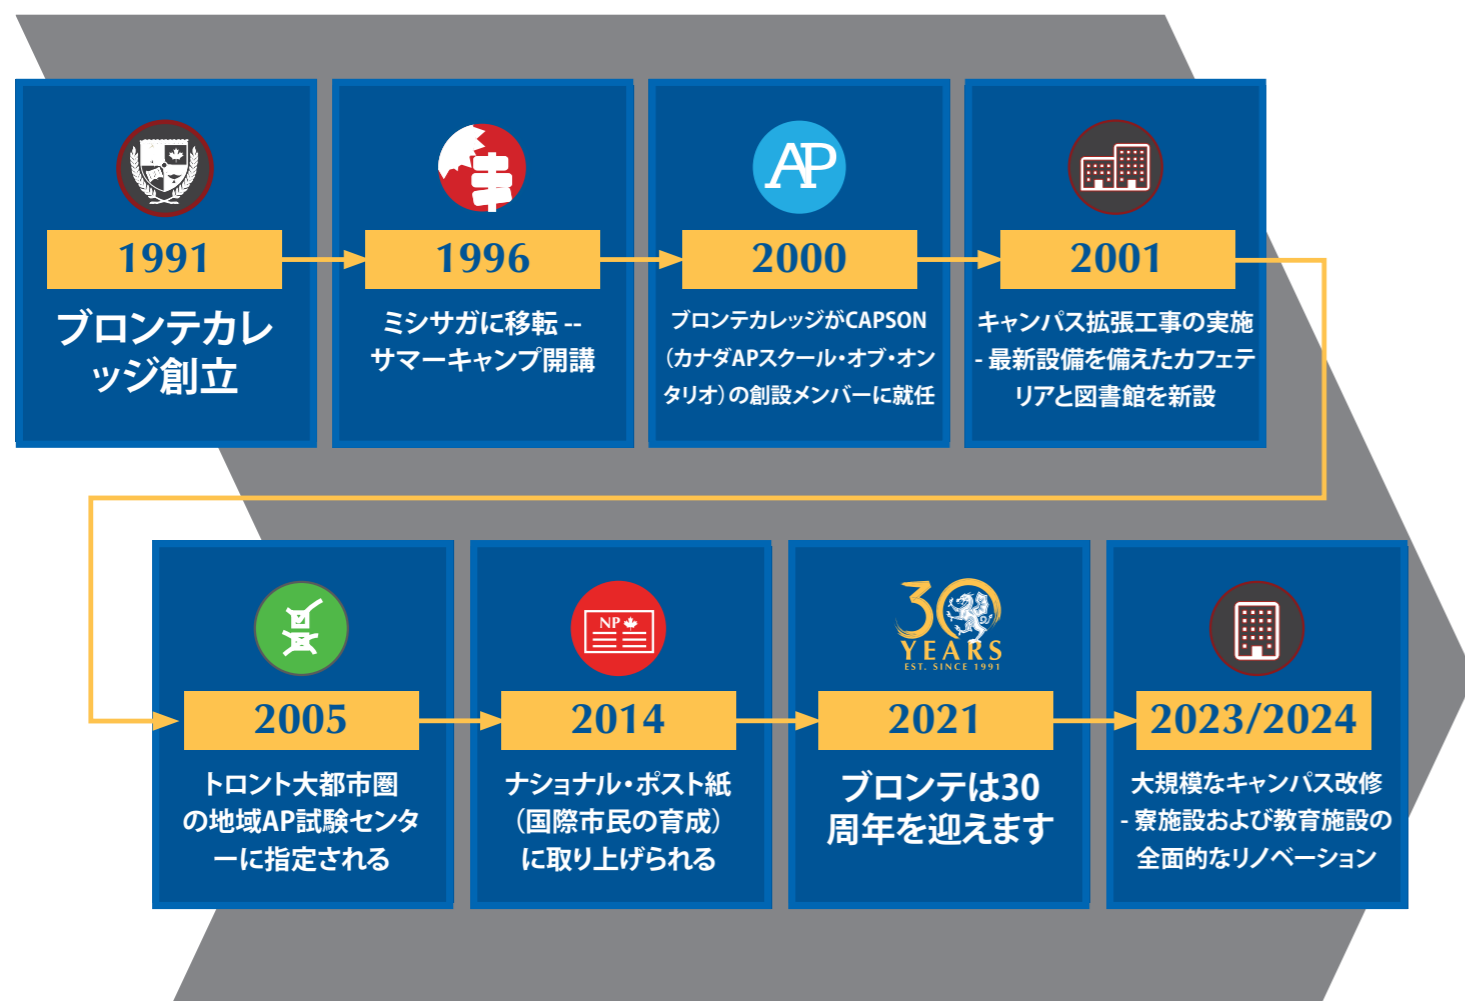 AP
1991
ブロンテカレ
ッジ創立
1996
ミシサガに移転 --
サマーキャンプ開講
2000
ブロンテカレッジがCAPSON
（カナダAPスクール・オブ・オン
タリオ）の創設メンバーに就任
2001
キャンパス拡張工事の実施
- 最新設備を備えたカフェテ
リアと図書館を新設
2005
トロント大都市圏
の地域AP試験センタ
ーに指定される
NP
2014
ナショナル・ポスト紙
（国際市民の育成）
に取り上げられる
30
YEARS
EST. SINCE 1991
2021
ブロンテは30
周年を迎えます
2023/2024
大規模なキャンパス改修
- 寮施設および教育施設の
全面的なリノベーション